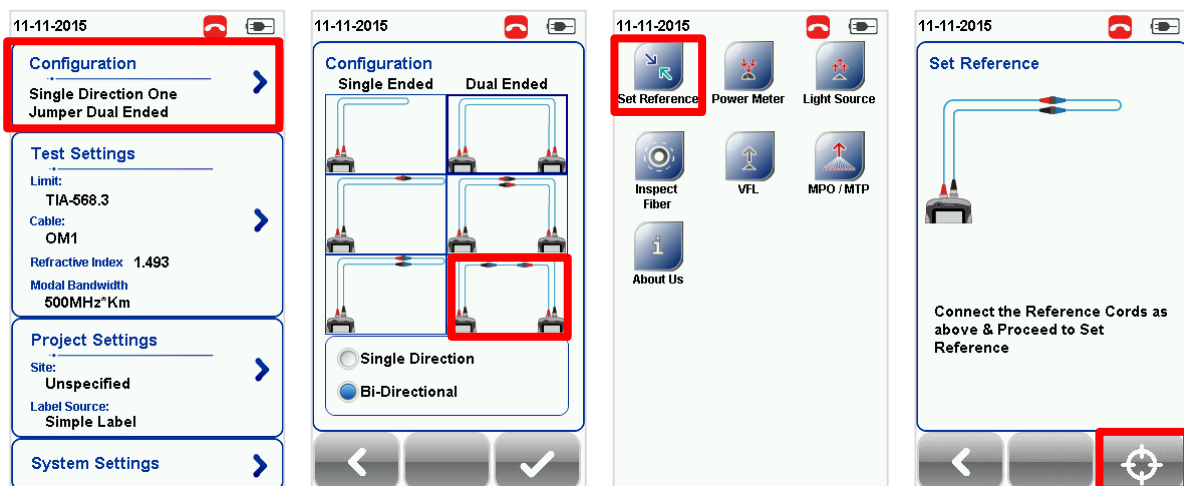 11-11-2015
Configuration
Single Direction One
Jumper Dual Ended
Test Settings
Limit:
TIA-568.3
Cable:
OM1
Refractive Index 1.493
Modal Bandwidth
500MHz*Km
Project Settings
Site:
Unspecified
Label Source:
Simple Label
System Settings
11-11-2015
Configuration
Single Ended Dual Ended
Single Direction
Bi-Directional
11-11-2015
Set Reference Power Meter Light Source
Inspect
Fiber
VFL
MPO / MTP
About Us
11-11-2015
Set Reference
Connect the Reference Cords as
above & Proceed to Set
Reference